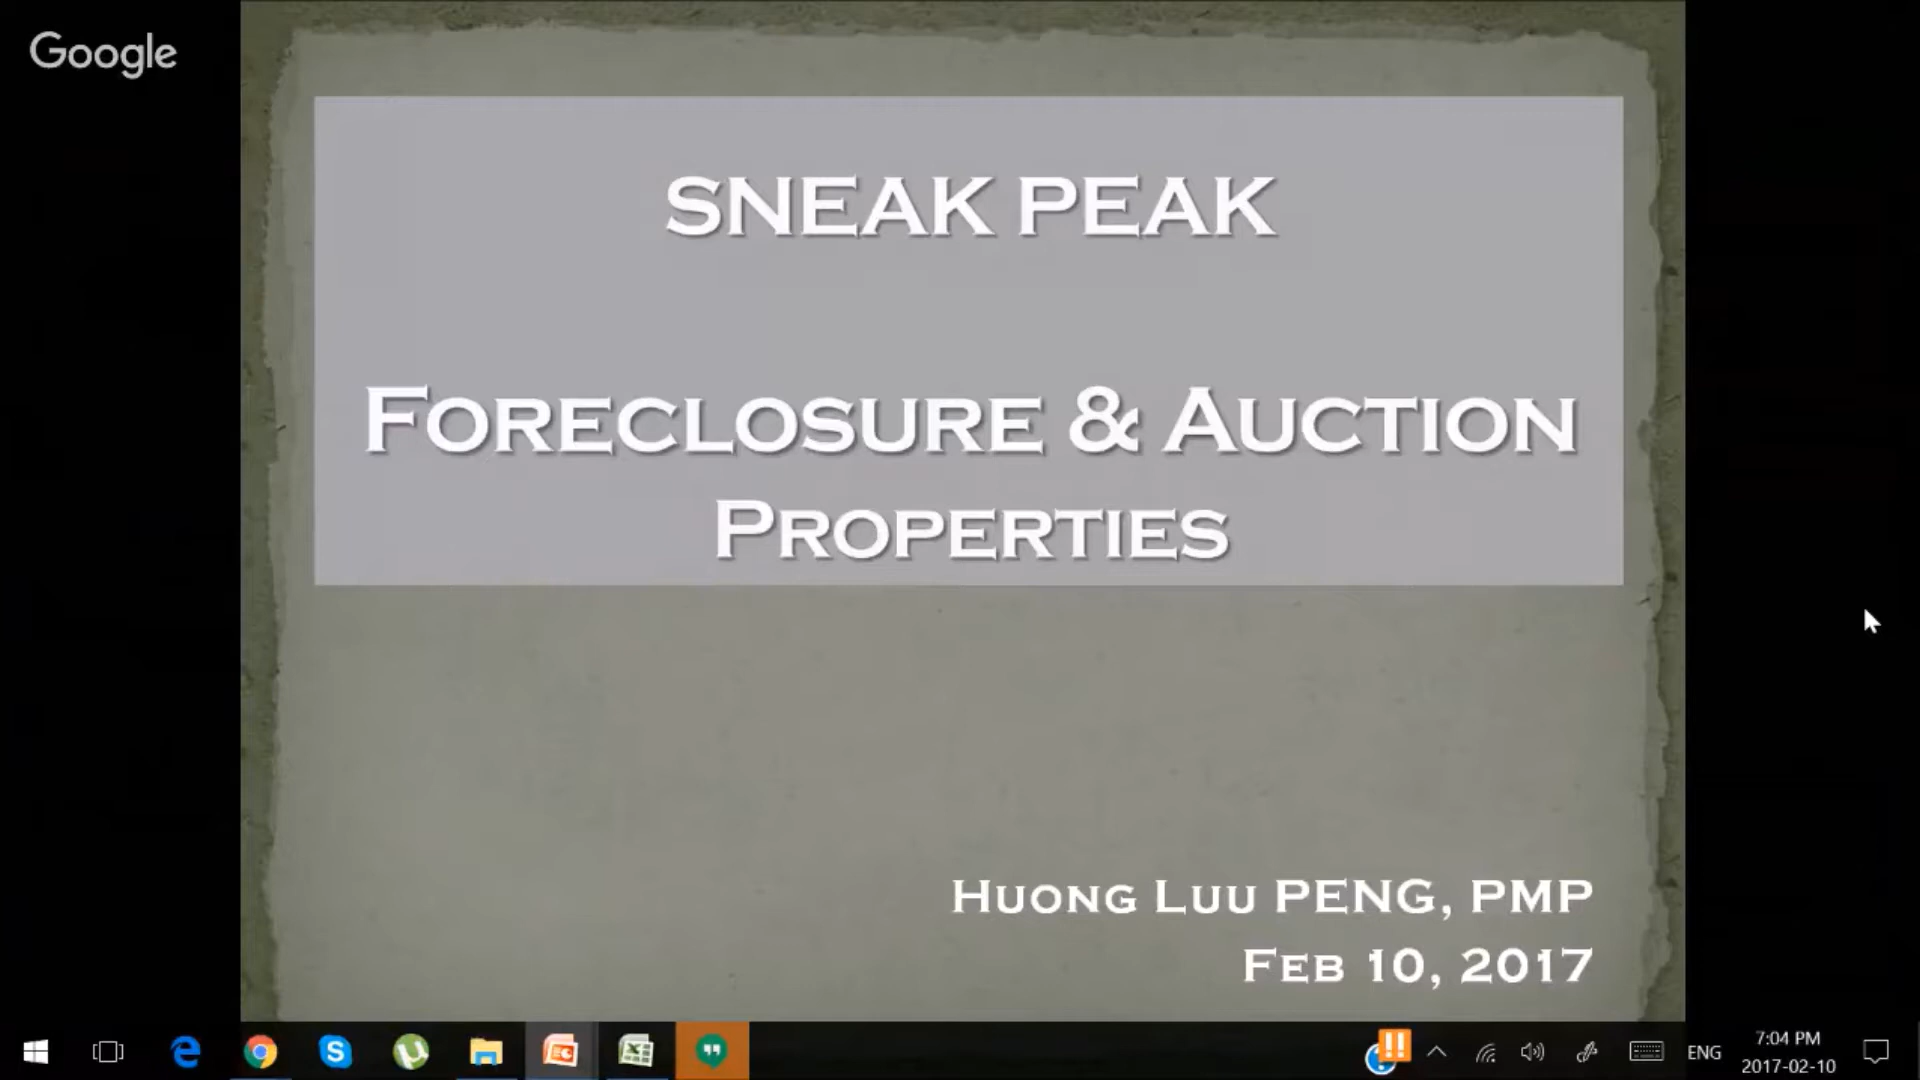 Google
SNEAK PEAK
FORECLOSURE & AUCTION
PROPERTIES
HUONG LUU PENG, PMP
FEB 10, 2017
ENG
7:04 PM
2017-02-10